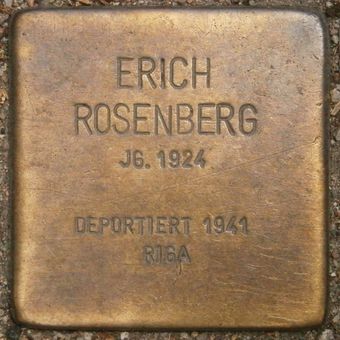 ERICH
ROSENBERG
JG. 1924
DEPORTIERT 1941
RIGA